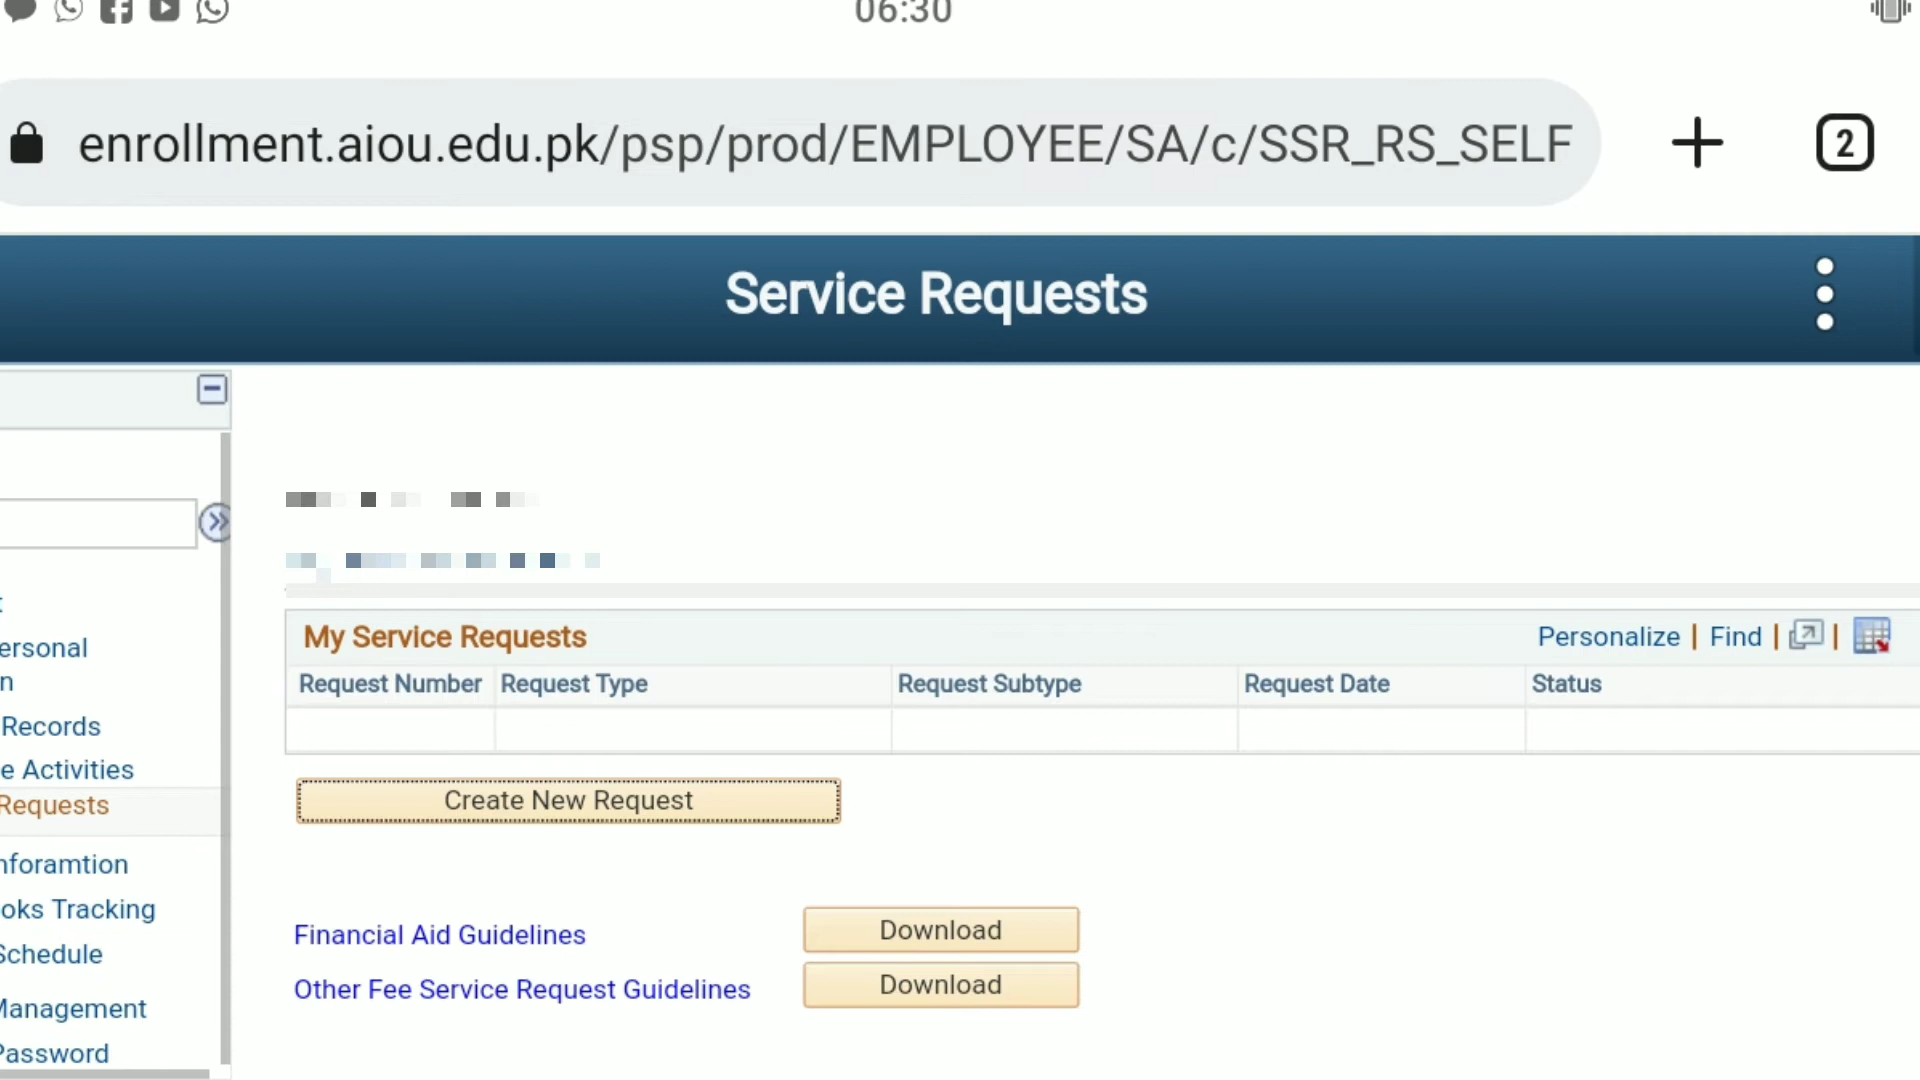 06:30
enrollment.aiou.edu.pk/psp/prod/EMPLOYEE/SA/c/SSR_RS_SELF
2
Service Requests
ersonal
n
Records
e Activities
Requests
nforamtion
oks Tracking
Schedule
Management
Password
My Service Requests
Personalize | Find | |
Request Number Request Type Request Subtype Request Date Status
Create New Request
Financial Aid Guidelines Download
Other Fee Service Request Guidelines Download